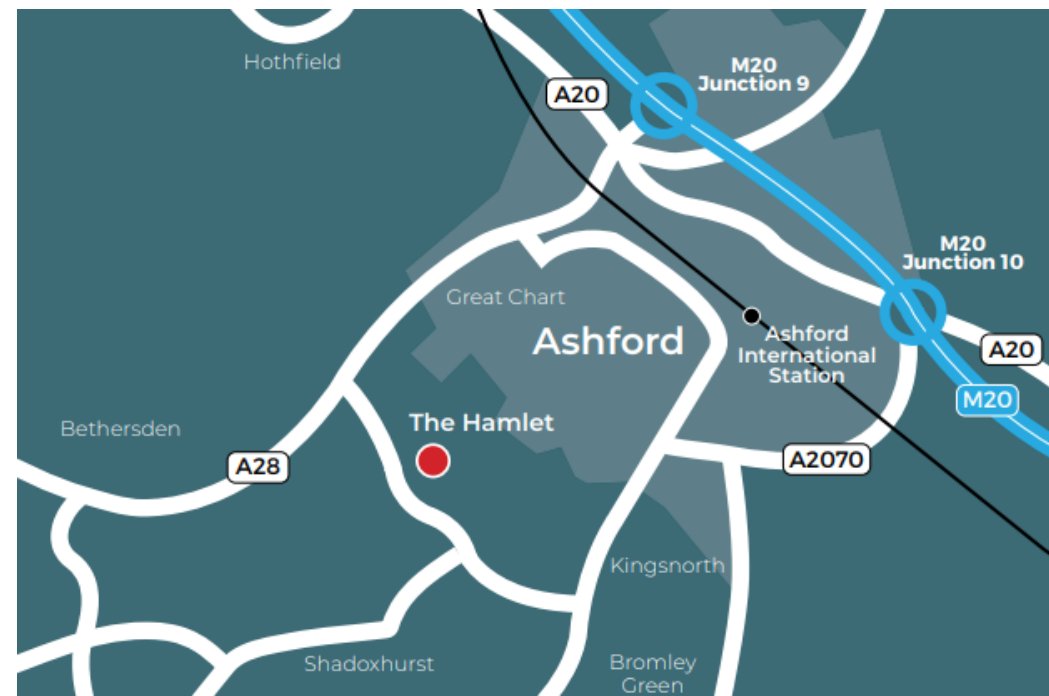 Hothfield
M20
Junction 9
A20
M20
Junction 10
Great Chart
Ashford
Ashford
International
Station
A20
M20
The Hamlet
Bethersden
A28
A2070
Kingsnorth
Shadoxhurst
Bromley
Green